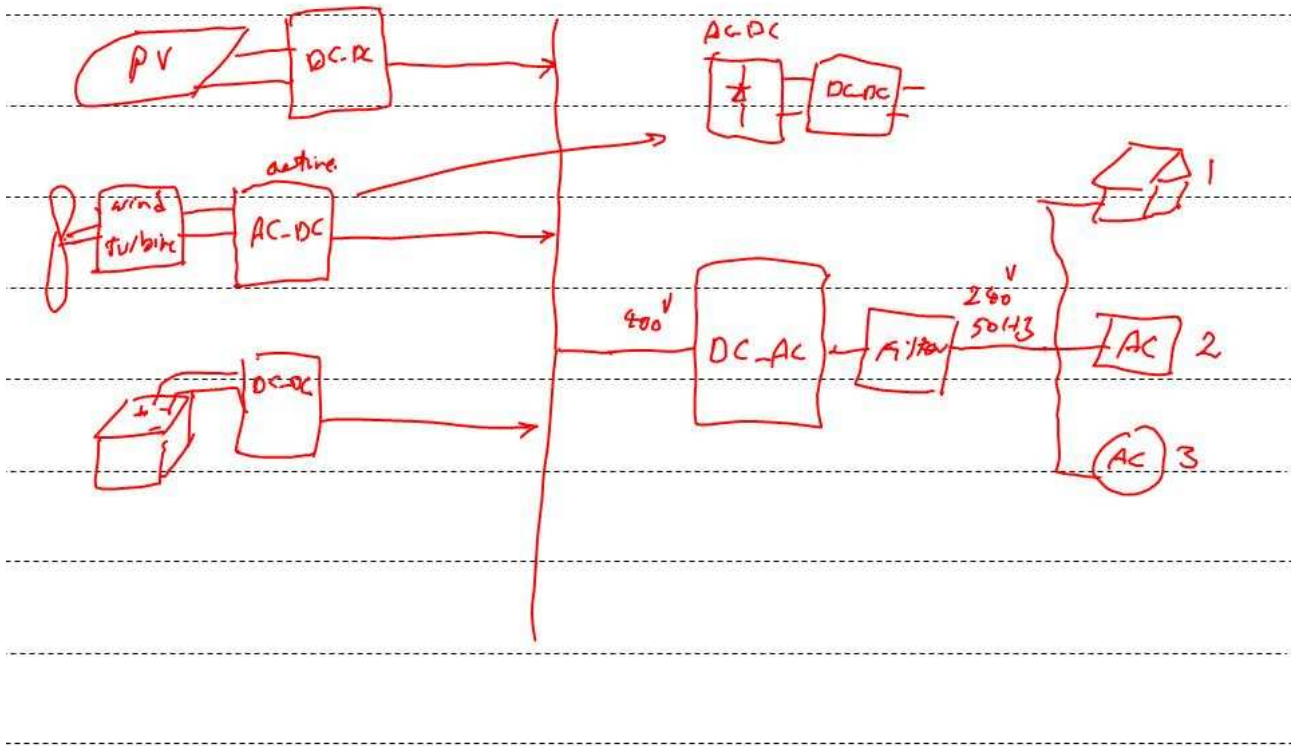 PV
DC-DC
AC-DC
DC-DC
active
wind
turbine
AC-DC
1
400V
DC-AC
Filter
V
50Hz
AC 2
DC-DC
+ -
AC 3